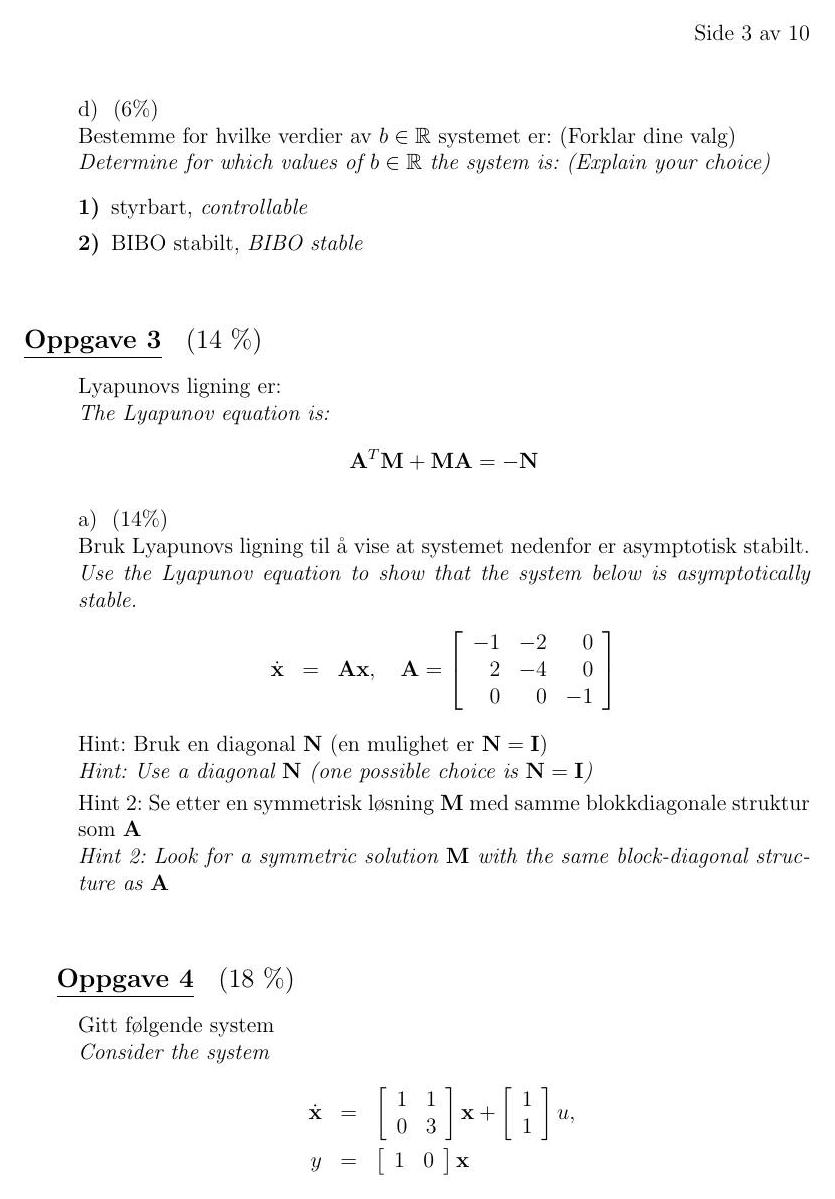 Side 3 av 10
d) (6%)
Bestemme for hvilke verdier av b ∈ ℝ systemet er: (Forklar dine valg)
Determine for which values of b ∈ ℝ the system is: (Explain your choice)
1) styrbart, controllable
2) BIBO stabilt, BIBO stable
Oppgave 3 (14 %)
Lyapunovs ligning er:
The Lyapunov equation is:
A^T M + MA = −N
a) (14%)
Bruk Lyapunovs ligning til å vise at systemet nedenfor er asymptotisk stabilt.
Use the Lyapunov equation to show that the system below is asymptotically
stable.
ẋ = Ax, A = [ −1 −2 0
2 −4 0
0 0 −1 ]
Hint: Bruk en diagonal N (en mulighet er N = I)
Hint: Use a diagonal N (one possible choice is N = I)
Hint 2: Se etter en symmetrisk løsning M med samme blokkdiagonale struktur
som A
Hint 2: Look for a symmetric solution M with the same block-diagonal struc-
ture as A
Oppgave 4 (18 %)
Gitt følgende system
Consider the system
ẋ = [ 1 1 ; 0 3 ] x + [ 1 ; 1 ] u,
y = [ 1 0 ] x